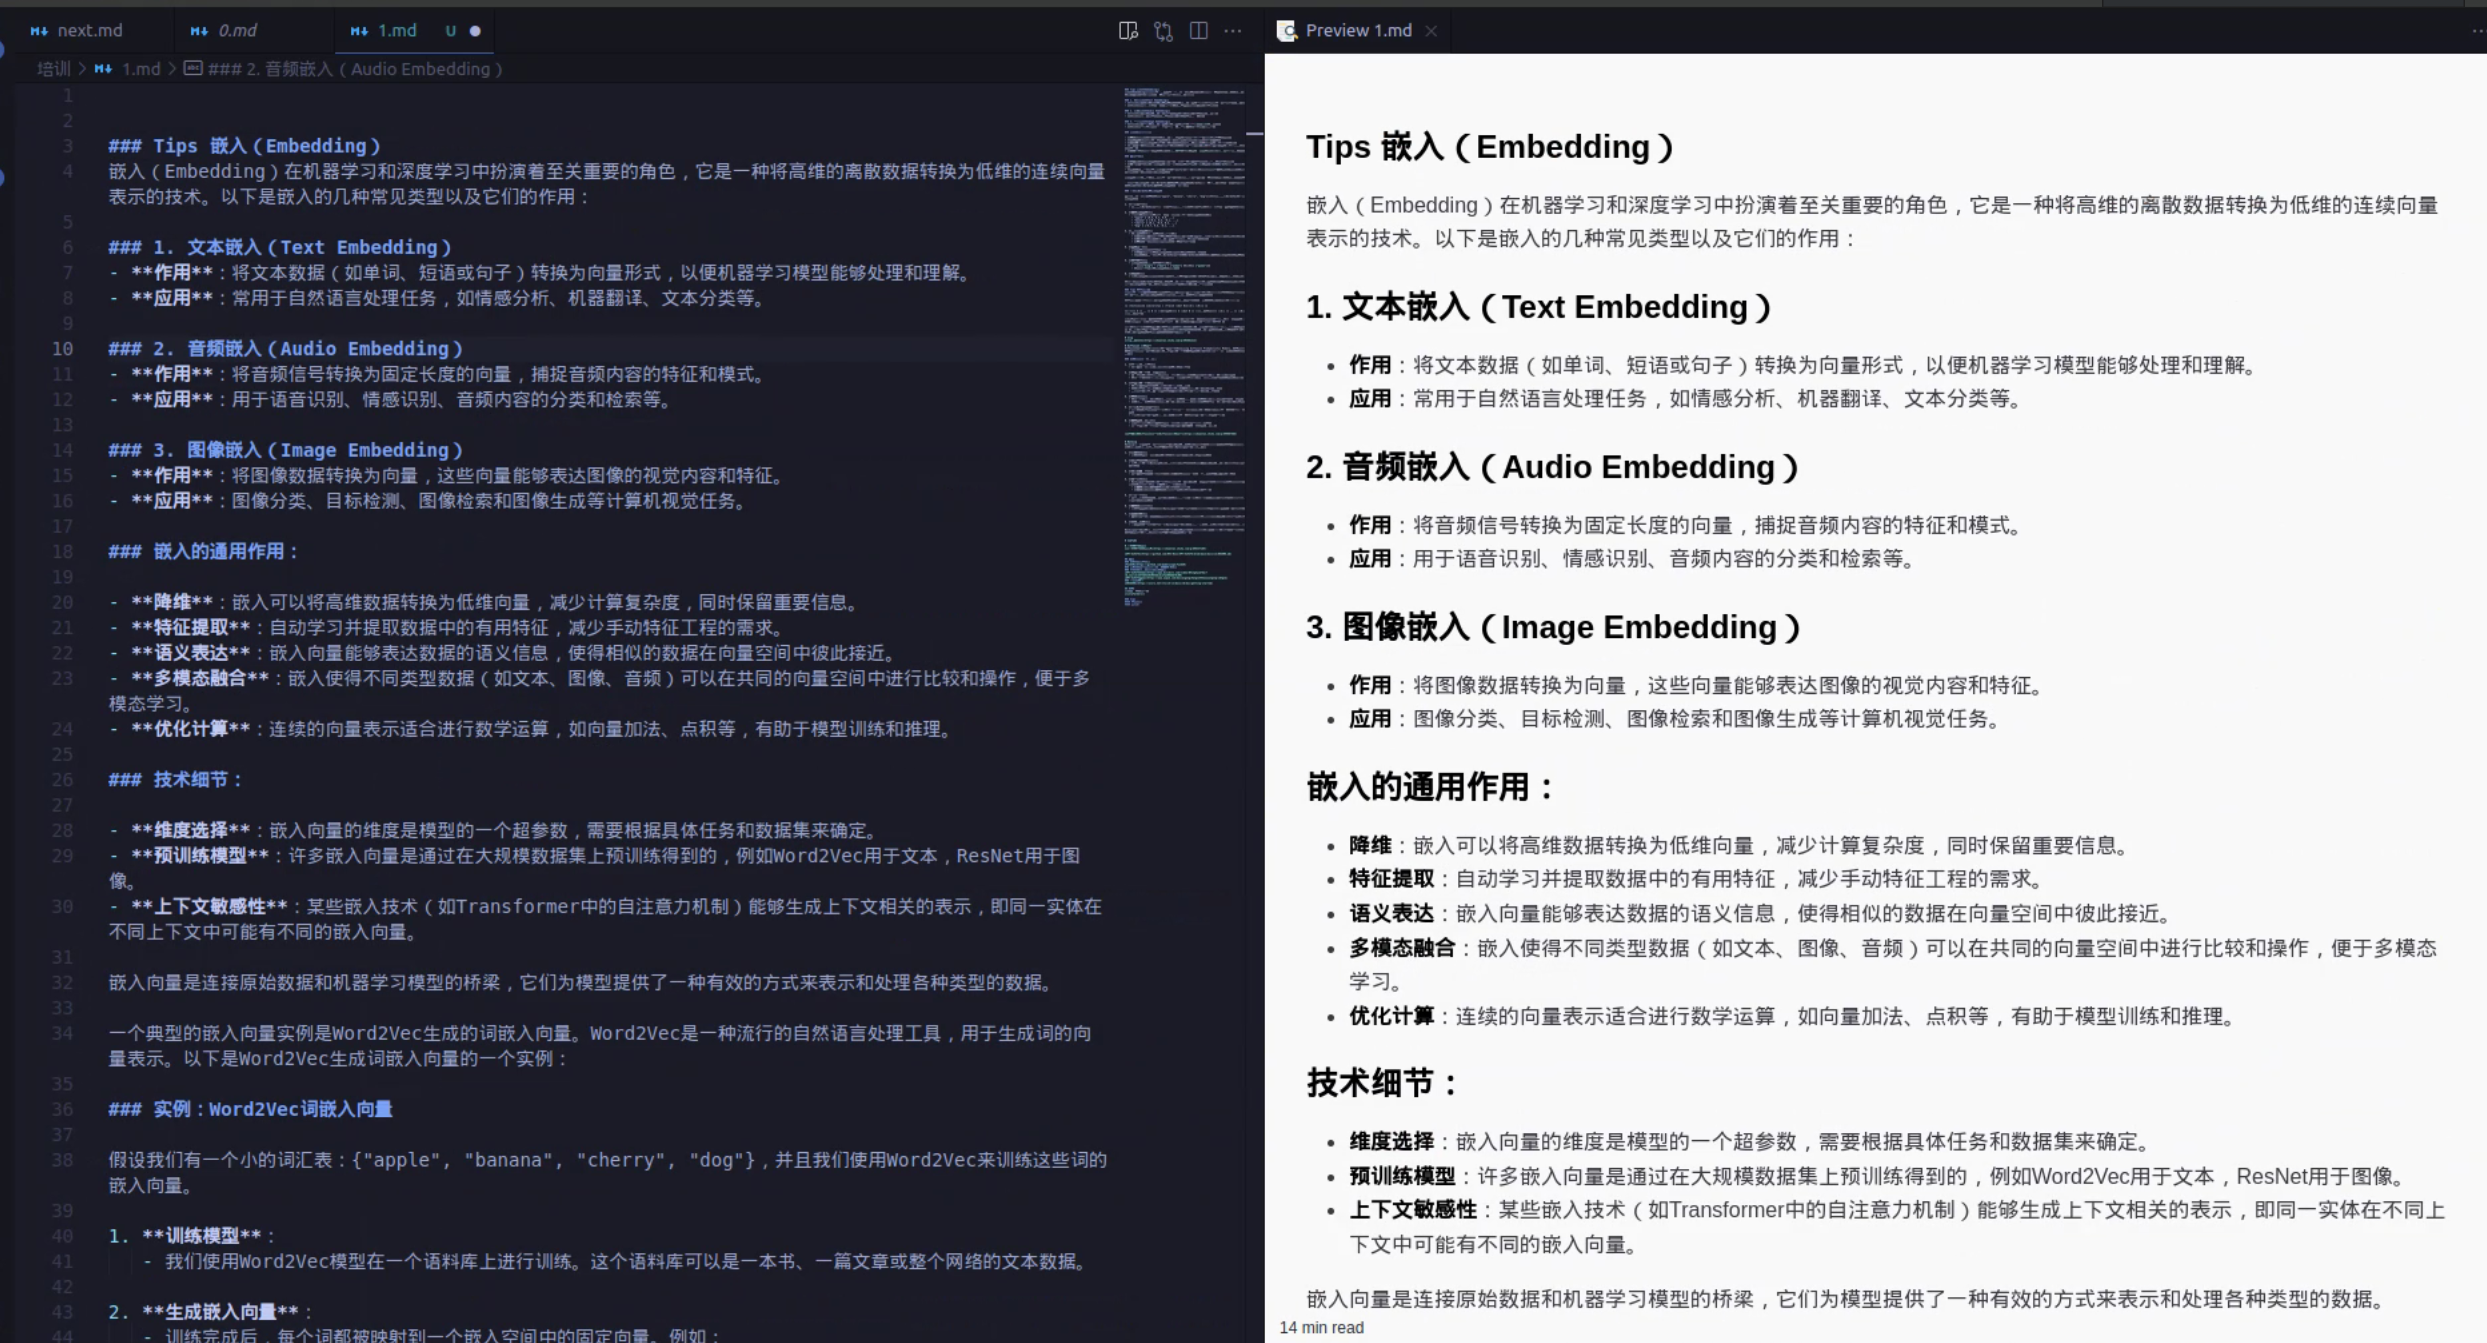 next.md
0.md
1.md U
Preview 1.md
培训 > 1.md > ### 2. 音频嵌入（Audio Embedding）
1
2
3 ### Tips 嵌入（Embedding）
4 嵌入（Embedding）在机器学习和深度学习中扮演着至关重要的角色，它是一种将高维的离散数据转换为低维的连续向量
表示的技术。以下是嵌入的几种常见类型以及它们的作用：
5
6 ### 1. 文本嵌入（Text Embedding）
7 - **作用**：将文本数据（如单词、短语或句子）转换为向量形式，以便机器学习模型能够处理和理解。
8 - **应用**：常用于自然语言处理任务，如情感分析、机器翻译、文本分类等。
9
10 ### 2. 音频嵌入（Audio Embedding）
11 - **作用**：将音频信号转换为固定长度的向量，捕捉音频内容的特征和模式。
12 - **应用**：用于语音识别、情感识别、音频内容的分类和检索等。
13
14 ### 3. 图像嵌入（Image Embedding）
15 - **作用**：将图像数据转换为向量，这些向量能够表达图像的视觉内容和特征。
16 - **应用**：图像分类、目标检测、图像检索和图像生成等计算机视觉任务。
17
18 ### 嵌入的通用作用：
19
20 - **降维**：嵌入可以将高维数据转换为低维向量，减少计算复杂度，同时保留重要信息。
21 - **特征提取**：自动学习并提取数据中的有用特征，减少手动特征工程的需求。
22 - **语义表达**：嵌入向量能够表达数据的语义信息，使得相似的数据在向量空间中彼此接近。
23 - **多模态融合**：嵌入使得不同类型数据（如文本、图像、音频）可以在共同的向量空间中进行比较和操作，便于多
模态学习。
24 - **优化计算**：连续的向量表示适合进行数学运算，如向量加法、点积等，有助于模型训练和推理。
25
26 ### 技术细节：
27
28 - **维度选择**：嵌入向量的维度是模型的一个超参数，需要根据具体任务和数据集来确定。
29 - **预训练模型**：许多嵌入向量是通过在大规模数据集上预训练得到的，例如Word2Vec用于文本，ResNet用于图
像。
30 - **上下文敏感性**：某些嵌入技术（如Transformer中的自注意力机制）能够生成上下文相关的表示，即同一实体在
不同上下文中可能有不同的嵌入向量。
31
32 嵌入向量是连接原始数据和机器学习模型的桥梁，它们为模型提供了一种有效的方式来表示和处理各种类型的数据。
33
34 一个典型的嵌入向量实例是Word2Vec生成的词嵌入向量。Word2Vec是一种流行的自然语言处理工具，用于生成词的向
量表示。以下是Word2Vec生成词嵌入向量的一个实例：
35
36 ### 实例：Word2Vec词嵌入向量
37
38 假设我们有一个小的词汇表：{"apple", "banana", "cherry", "dog"}，并且我们使用Word2Vec来训练这些词的
嵌入向量。
39
40 1. **训练模型**：
41 - 我们使用Word2Vec模型在一个语料库上进行训练。这个语料库可以是一本书、一篇文章或整个网络的文本数据。
42
43 2. **生成嵌入向量**：
44 - 训练完成后，每个词都被映射到一个嵌入空间中的固定向量。例如：
Tips 嵌入（Embedding）
嵌入（Embedding）在机器学习和深度学习中扮演着至关重要的角色，它是一种将高维的离散数据转换为低维的连续向量
表示的技术。以下是嵌入的几种常见类型以及它们的作用：
1. 文本嵌入（Text Embedding）
• 作用：将文本数据（如单词、短语或句子）转换为向量形式，以便机器学习模型能够处理和理解。
• 应用：常用于自然语言处理任务，如情感分析、机器翻译、文本分类等。
2. 音频嵌入（Audio Embedding）
• 作用：将音频信号转换为固定长度的向量，捕捉音频内容的特征和模式。
• 应用：用于语音识别、情感识别、音频内容的分类和检索等。
3. 图像嵌入（Image Embedding）
• 作用：将图像数据转换为向量，这些向量能够表达图像的视觉内容和特征。
• 应用：图像分类、目标检测、图像检索和图像生成等计算机视觉任务。
嵌入的通用作用：
• 降维：嵌入可以将高维数据转换为低维向量，减少计算复杂度，同时保留重要信息。
• 特征提取：自动学习并提取数据中的有用特征，减少手动特征工程的需求。
• 语义表达：嵌入向量能够表达数据的语义信息，使得相似的数据在向量空间中彼此接近。
• 多模态融合：嵌入使得不同类型数据（如文本、图像、音频）可以在共同的向量空间中进行比较和操作，便于多模态
学习。
• 优化计算：连续的向量表示适合进行数学运算，如向量加法、点积等，有助于模型训练和推理。
技术细节：
• 维度选择：嵌入向量的维度是模型的一个超参数，需要根据具体任务和数据集来确定。
• 预训练模型：许多嵌入向量是通过在大规模数据集上预训练得到的，例如Word2Vec用于文本，ResNet用于图像。
• 上下文敏感性：某些嵌入技术（如Transformer中的自注意力机制）能够生成上下文相关的表示，即同一实体在不同上
下文中可能有不同的嵌入向量。
嵌入向量是连接原始数据和机器学习模型的桥梁，它们为模型提供了一种有效的方式来表示和处理各种类型的数据。
14 min read